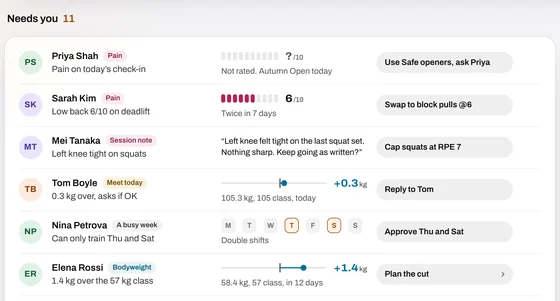 Needs you 11
PS
Priya Shah Pain
Pain on today's check-in
? /10
Not rated. Autumn Open today
Use Safe openers, ask Priya
SK
Sarah Kim Pain
Low back 6/10 on deadlift
6 /10
Twice in 7 days
Swap to block pulls @6
MT
Mei Tanaka Session note
Left knee tight on squats
“Left knee felt tight on the last squat set.
Nothing sharp. Keep going as written?”
Cap squats at RPE 7
TB
Tom Boyle Meet today
0.3 kg over, asks if OK
+0.3 kg
105.3 kg, 105 class, today
Reply to Tom
NP
Nina Petrova A busy week
Can only train Thu and Sat
M T W T F S S
Double shifts
Approve Thu and Sat
ER
Elena Rossi Bodyweight
1.4 kg over the 57 kg class
+1.4 kg
58.4 kg, 57 class, in 12 days
Plan the cut